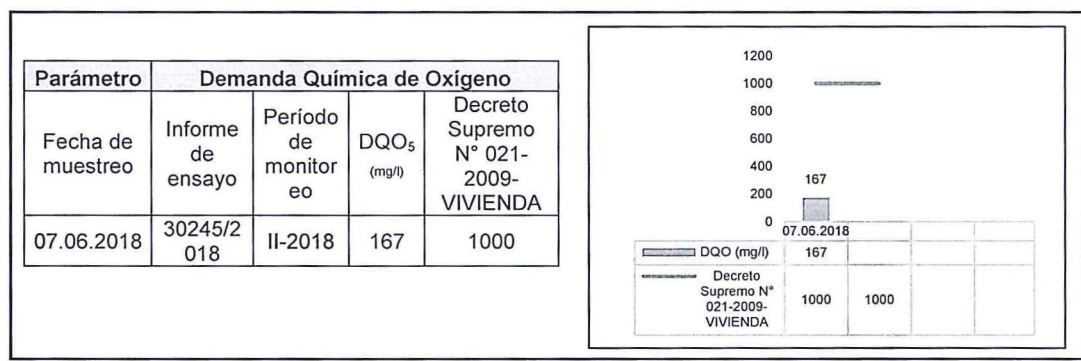 Parámetro Demanda Química de Oxígeno
Fecha de
muestreo
Informe
de
ensayo
Período
de
monitor
eo
DQO₅
(mg/l)
Decreto
Supremo
N° 021-
2009-
VIVIENDA
07.06.2018 30245/2
018 II-2018 167 1000
1200
1000
800
600
400
200
0
167
07.06.2018
DQO (mg/l) 167
Decreto
Supremo N°
021-2009-
VIVIENDA
1000 1000